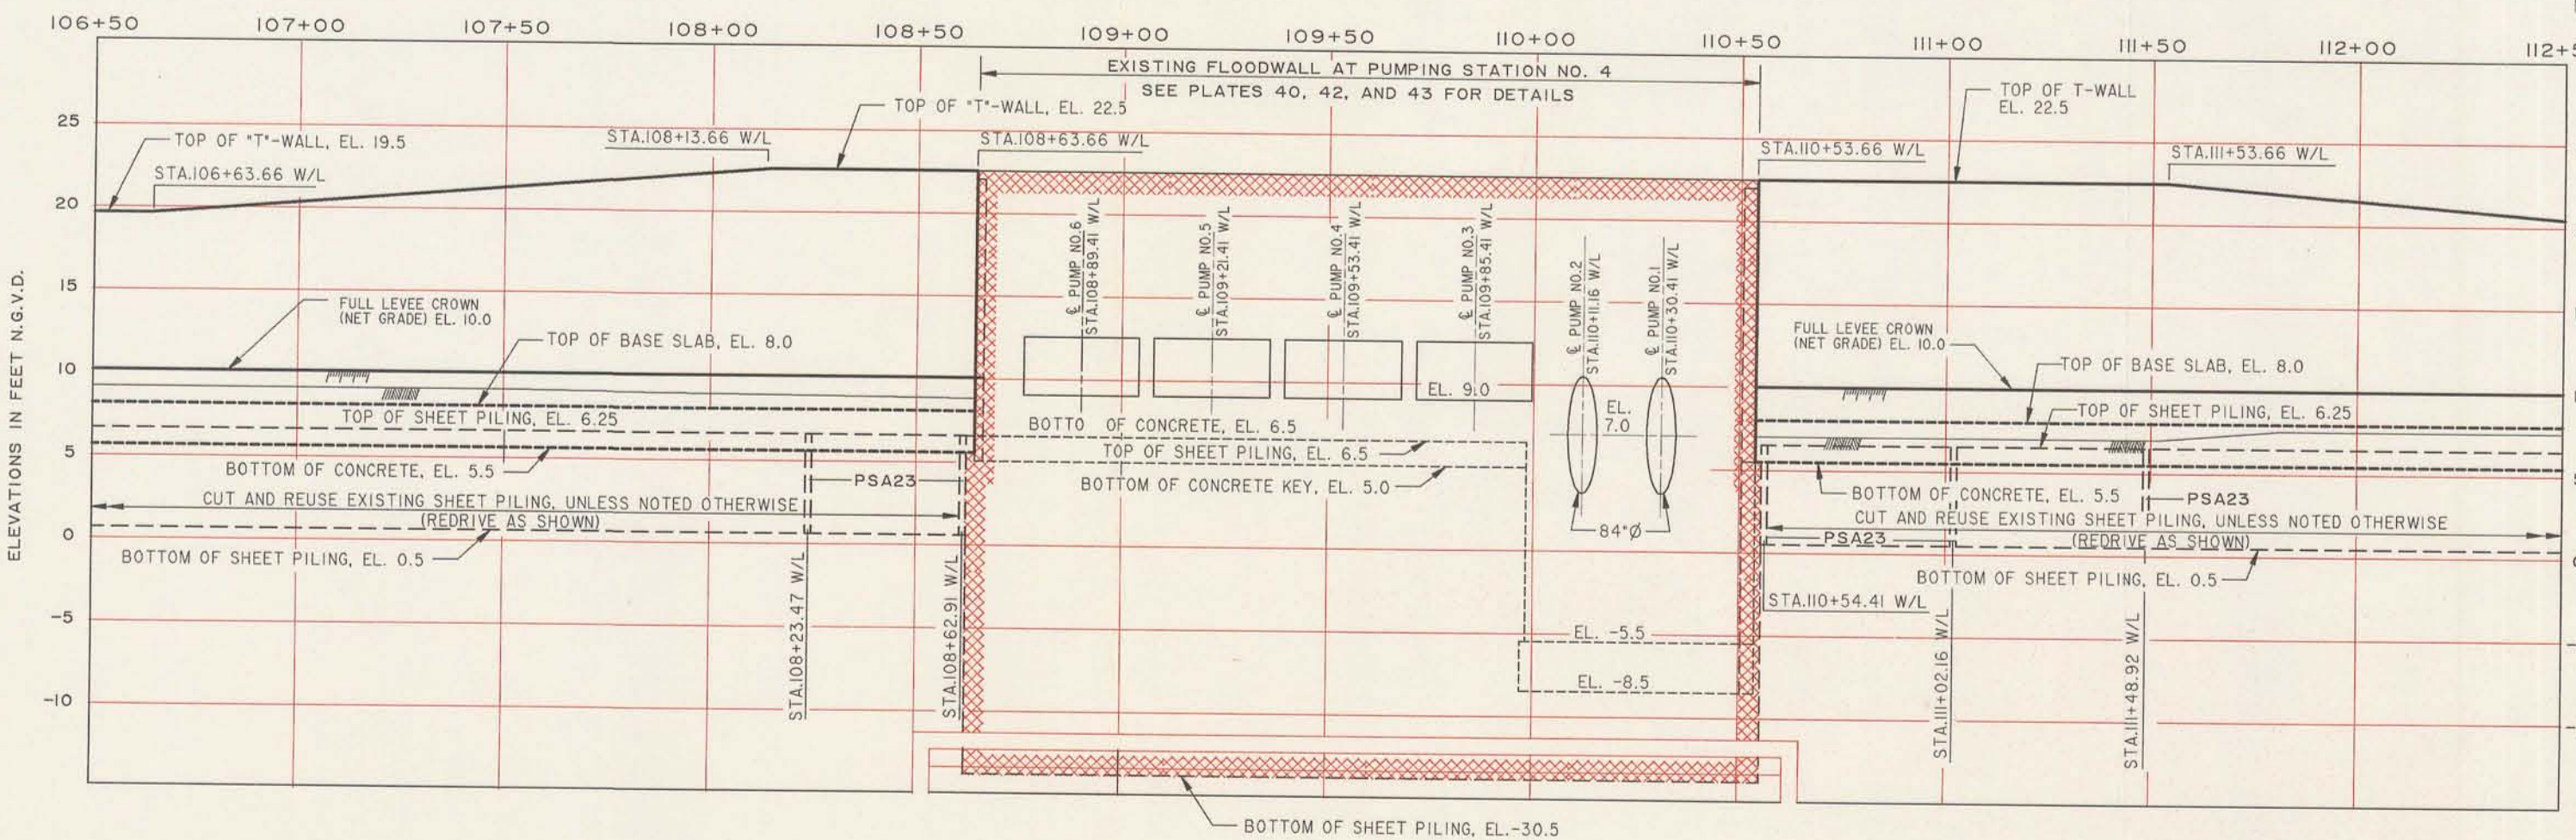 106+50 107+00 107+50 108+00 108+50 109+00 109+50 110+00 110+50 111+00 111+50 112+00
EXISTING FLOODWALL AT PUMPING STATION NO. 4
SEE PLATES 40, 42, AND 43 FOR DETAILS
TOP OF "T"-WALL, EL. 22.5
TOP OF T-WALL
EL. 22.5
TOP OF "T"-WALL, EL. 19.5
STA.106+63.66 W/L
STA.108+13.66 W/L
STA.108+63.66 W/L
STA.110+53.66 W/L
STA.111+53.66 W/L
ELEVATIONS IN FEET N.G.V.D.
25
20
15
10
5
0
-5
-10
℄ PUMP NO.6
STA.108+89.41 W/L
℄ PUMP NO.5
STA.109+21.41 W/L
℄ PUMP NO.4
STA.109+53.41 W/L
℄ PUMP NO.3
STA.109+85.41 W/L
℄ PUMP NO.2
STA.110+11.16 W/L
℄ PUMP NO.1
STA.110+30.41 W/L
FULL LEVEE CROWN
(NET GRADE) EL. 10.0
TOP OF BASE SLAB, EL. 8.0
TOP OF SHEET PILING, EL. 6.25
BOTTOM OF CONCRETE, EL. 5.5
PSA23
CUT AND REUSE EXISTING SHEET PILING, UNLESS NOTED OTHERWISE
(REDRIVE AS SHOWN)
BOTTOM OF SHEET PILING, EL. 0.5
STA.108+23.47 W/L
STA.108+62.91 W/L
EL. 9.0
EL.
7.0
BOTTO OF CONCRETE, EL. 6.5
TOP OF SHEET PILING, EL. 6.5
BOTTOM OF CONCRETE KEY, EL. 5.0
84"Ø
EL. -5.5
EL. -8.5
BOTTOM OF SHEET PILING, EL.-30.5
FULL LEVEE CROWN
(NET GRADE) EL. 10.0
TOP OF BASE SLAB, EL. 8.0
TOP OF SHEET PILING, EL. 6.25
BOTTOM OF CONCRETE, EL. 5.5
PSA23
CUT AND REUSE EXISTING SHEET PILING, UNLESS NOTED OTHERWISE
PSA23
(REDRIVE AS SHOWN)
BOTTOM OF SHEET PILING, EL. 0.5
STA.110+54.41 W/L
STA.111+02.16 W/L
STA.111+48.92 W/L